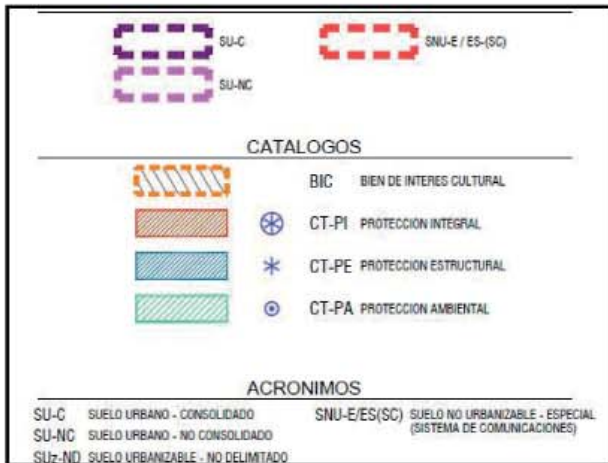 SU-C
SNU-E / ES-(SC)
SU-NC
CATALOGOS
BIC BIEN DE INTERES CULTURAL
CT-PI PROTECCION INTEGRAL
CT-PE PROTECCION ESTRUCTURAL
CT-PA PROTECCION AMBIENTAL
ACRONIMOS
SU-C SUELO URBANO - CONSOLIDADO
SNU-E/ES(SC) SUELO NO URBANIZABLE - ESPECIAL
(SISTEMA DE COMUNICACIONES)
SU-NC SUELO URBANO - NO CONSOLIDADO
SUz-ND SUELO URBANIZABLE - NO DELIMITADO